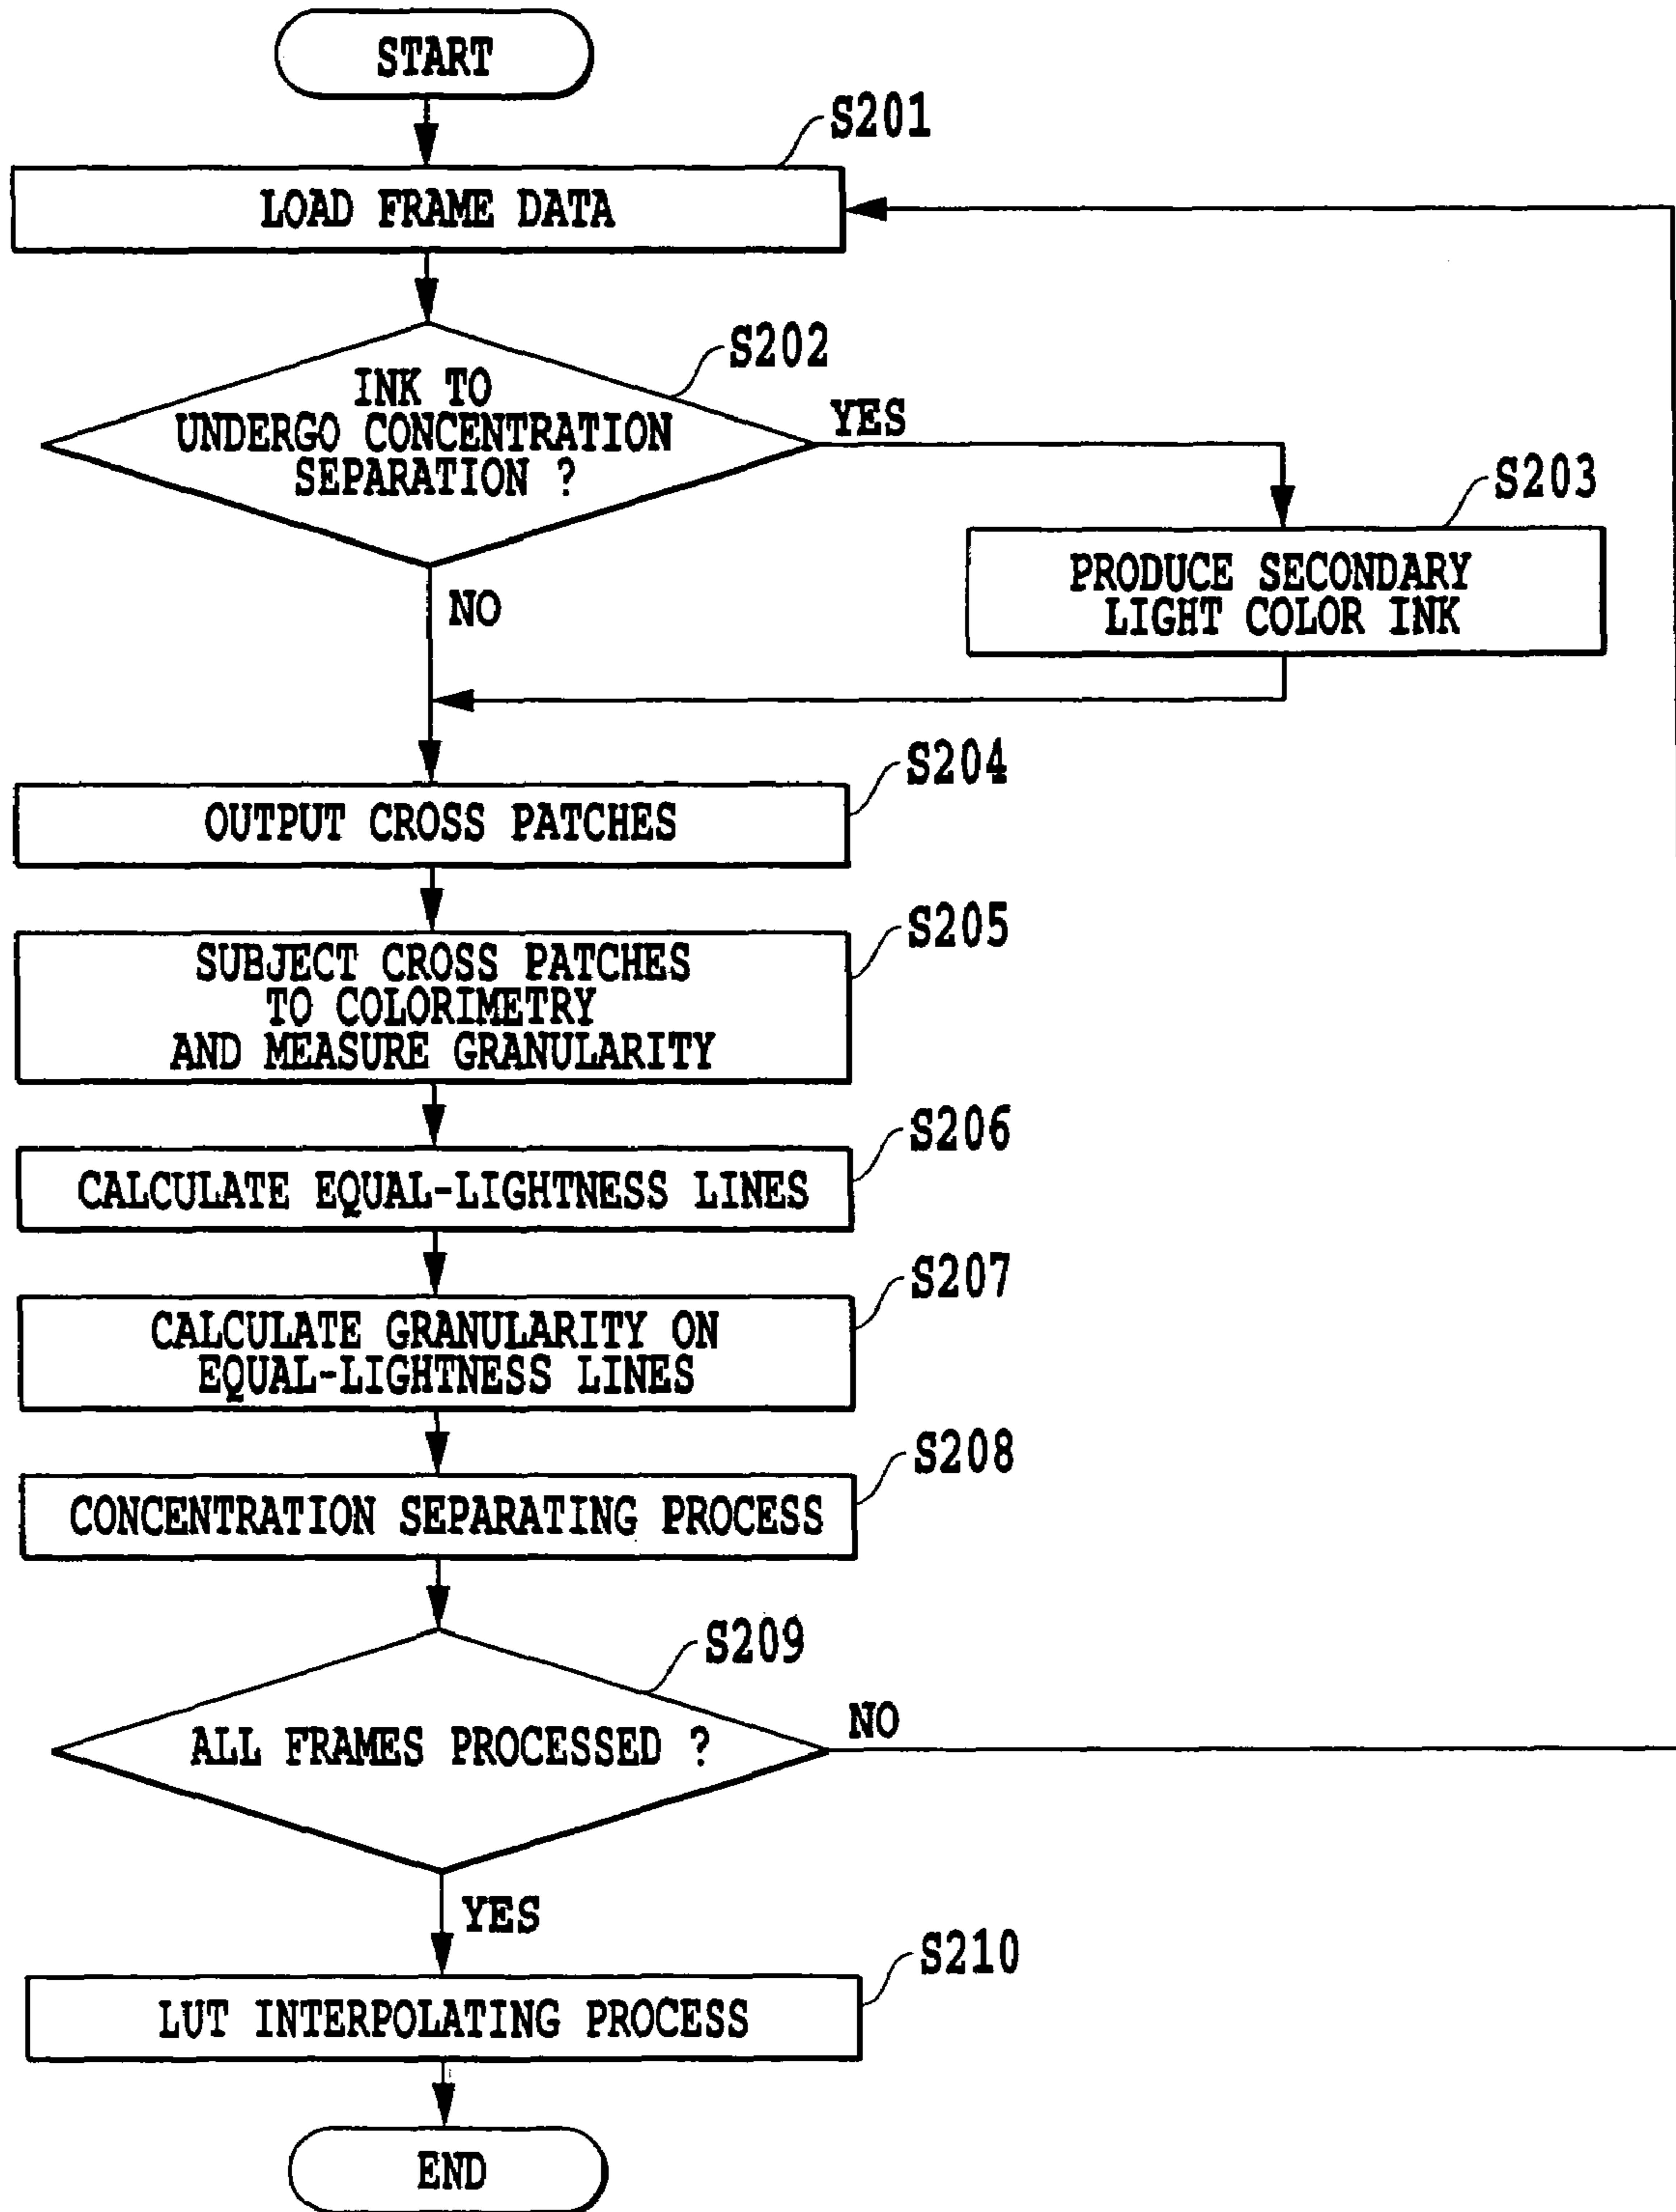 START
S201
LOAD FRAME DATA
S202
INK TO
UNDERGO CONCENTRATION
SEPARATION ?
YES
S203
PRODUCE SECONDARY
LIGHT COLOR INK
NO
S204
OUTPUT CROSS PATCHES
S205
SUBJECT CROSS PATCHES
TO COLORIMETRY
AND MEASURE GRANULARITY
S206
CALCULATE EQUAL-LIGHTNESS LINES
S207
CALCULATE GRANULARITY ON
EQUAL-LIGHTNESS LINES
S208
CONCENTRATION SEPARATING PROCESS
S209
ALL FRAMES PROCESSED ?
NO
YES
S210
LUT INTERPOLATING PROCESS
END